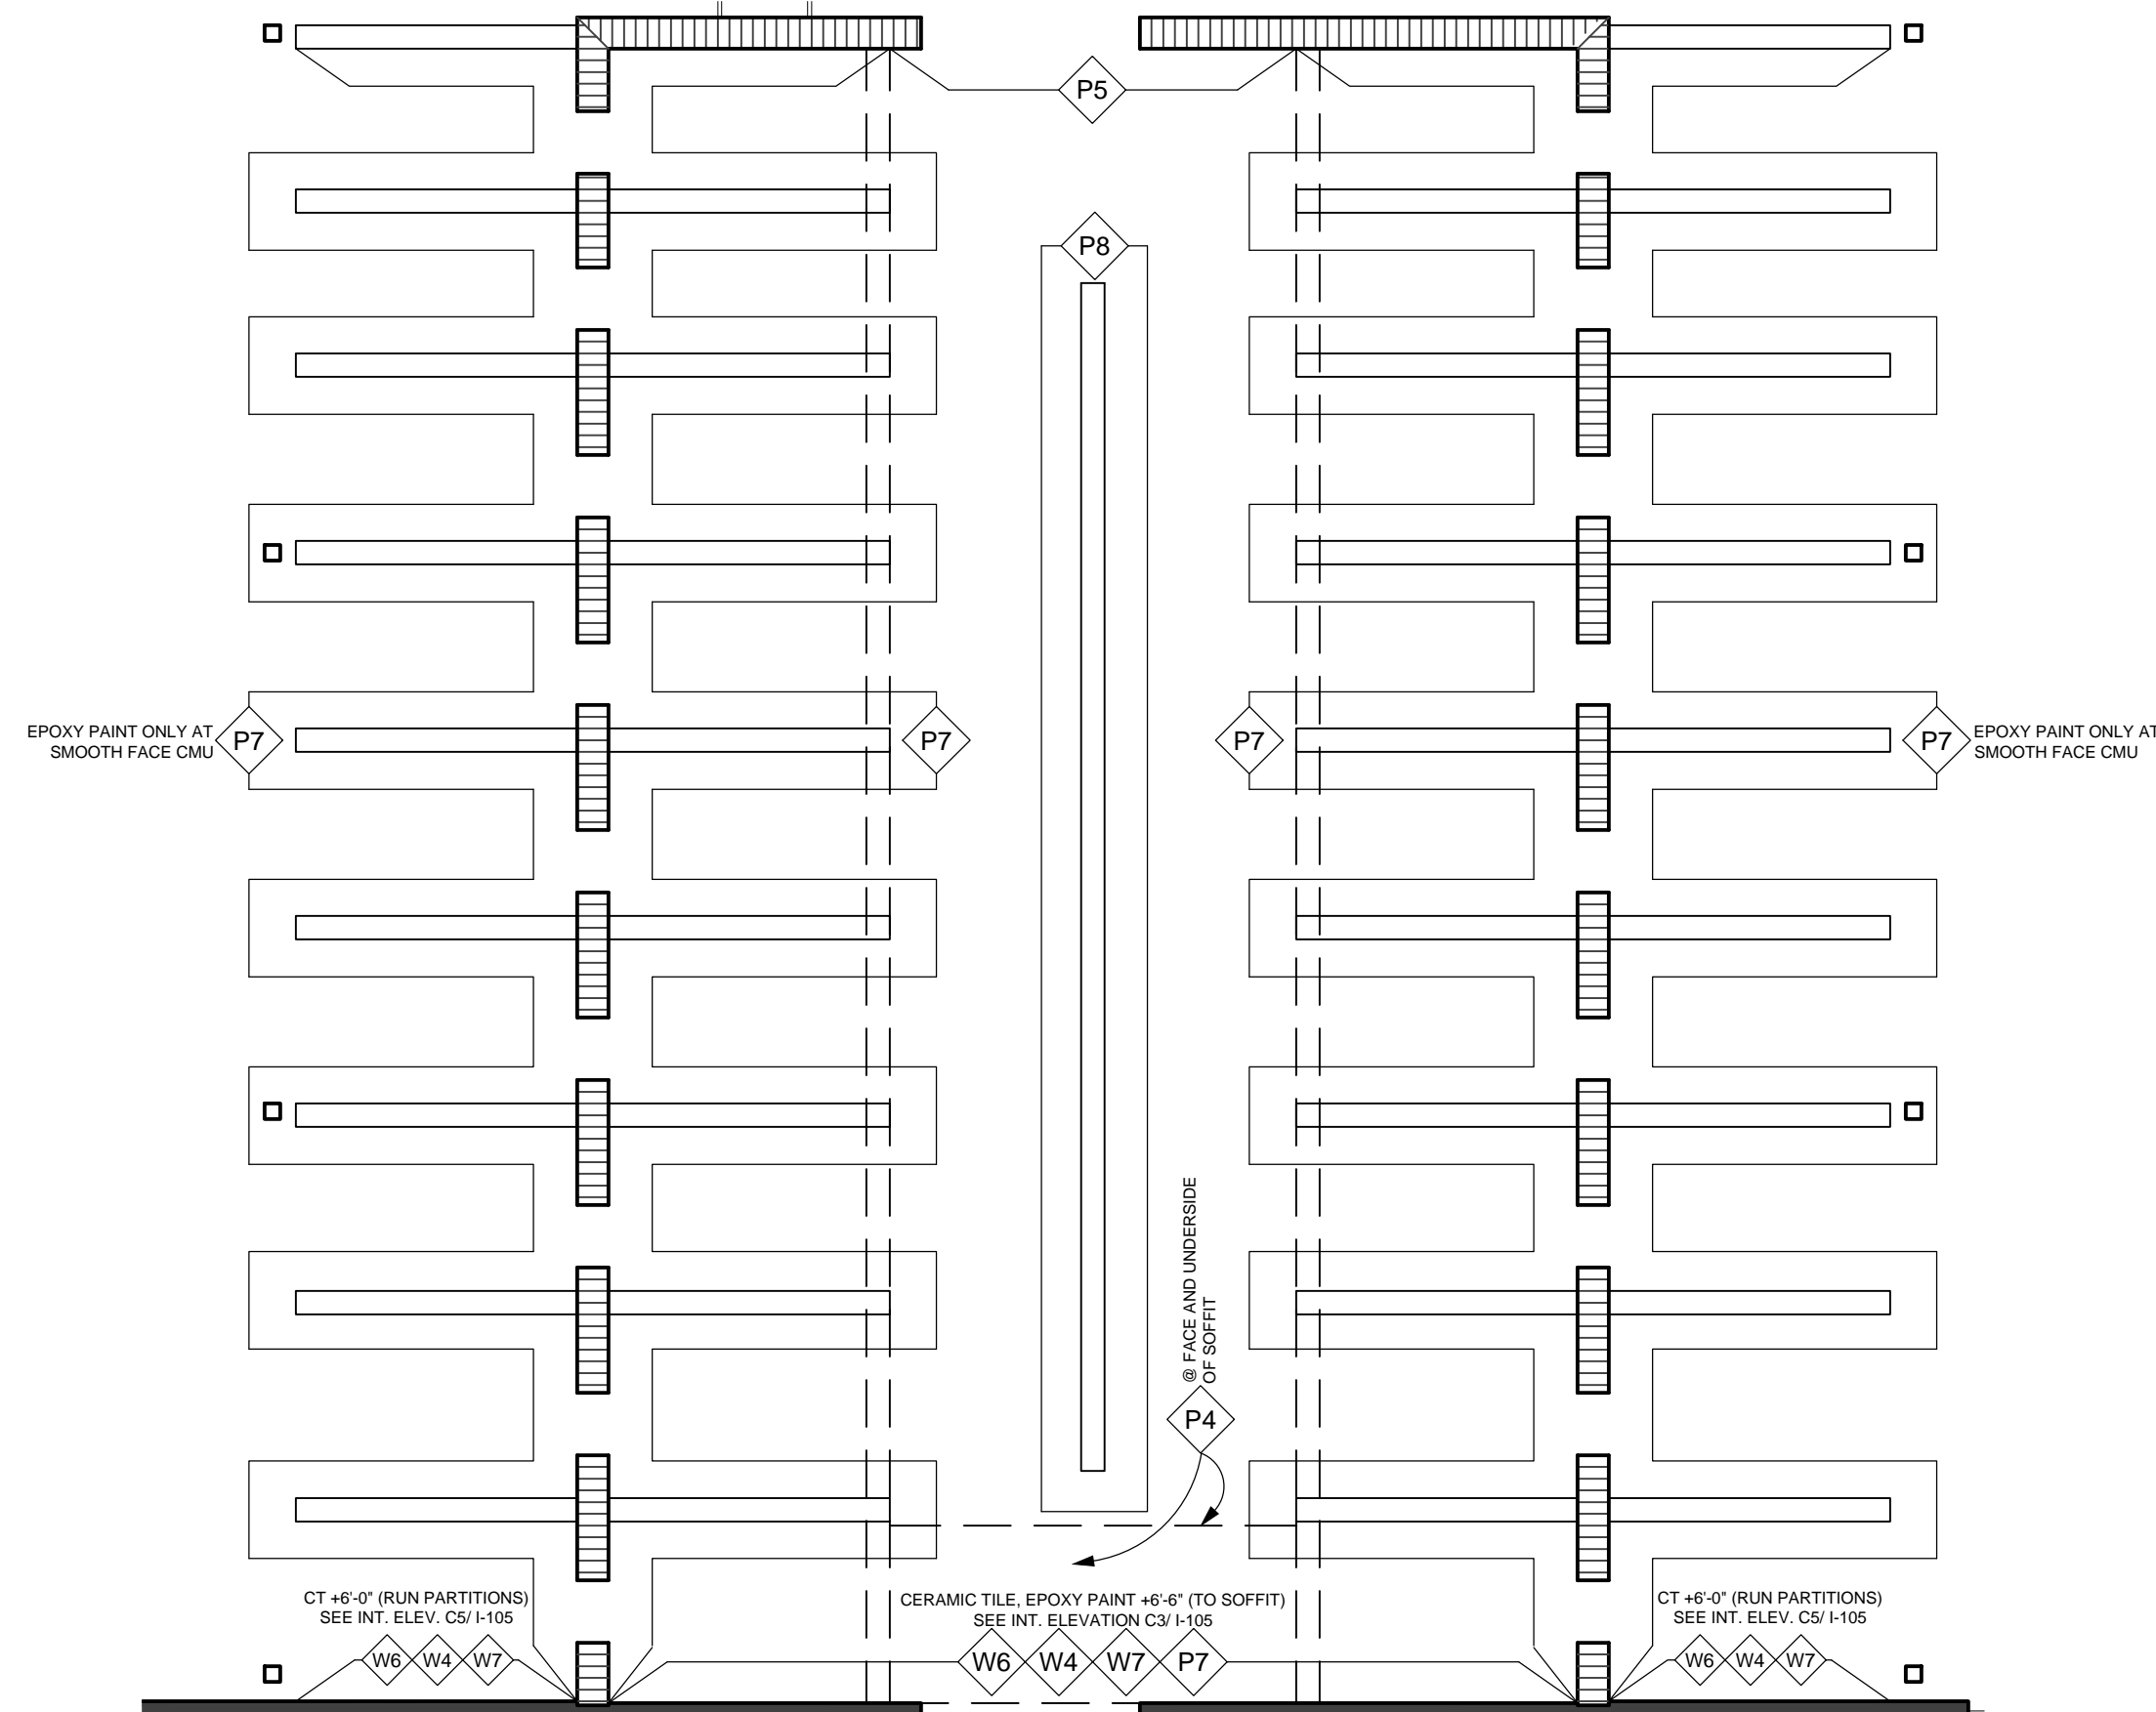 P5
P8
EPOXY PAINT ONLY AT
SMOOTH FACE CMU
P7
P7
P7
P7
EPOXY PAINT ONLY AT
SMOOTH FACE CMU
@ FACE AND UNDERSIDE
OF SOFFIT
P4
CT +6'-0" (RUN PARTITIONS)
SEE INT. ELEV. C5/ I-105
W6 W4 W7
CERAMIC TILE, EPOXY PAINT +6'-6" (TO SOFFIT)
SEE INT. ELEVATION C3/ I-105
W6 W4 W7 P7
CT +6'-0" (RUN PARTITIONS)
SEE INT. ELEV. C5/ I-105
W6 W4 W7